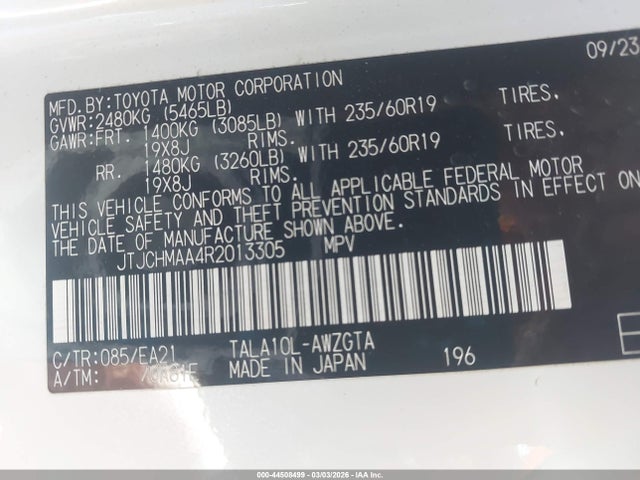 09/23
MFD.BY:TOYOTA MOTOR CORPORATION
GVWR:2480KG (5465LB)
GAWR:FRT. 1400KG (3085LB) WITH 235/60R19 TIRES,
19X8J RIMS.
RR. 1480KG (3260LB) WITH 235/60R19 TIRES,
19X8J RIMS.
THIS VEHICLE CONFORMS TO ALL APPLICABLE FEDERAL MOTOR
VEHICLE SAFETY AND THEFT PREVENTION STANDARDS IN EFFECT ON
THE DATE OF MANUFACTURE SHOWN ABOVE.
JTJCHMAA4R2013305 MPV
C/TR:085/EA21 TALA10L-AWZGTA
A/TM: MADE IN JAPAN 196
000-44508499 - 03/03/2026 - IAA INC.